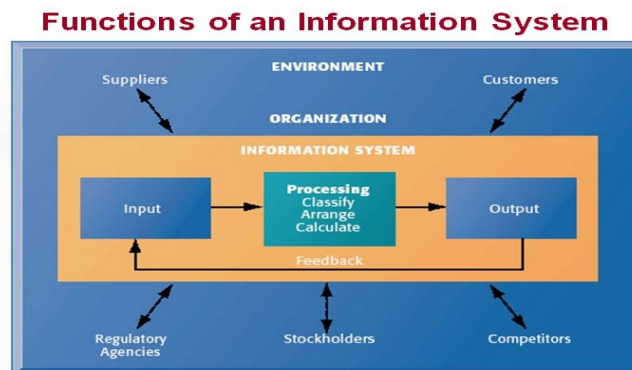 Functions of an Information System
ENVIRONMENT
Suppliers
Customers
ORGANIZATION
INFORMATION SYSTEM
Input
Processing
Classify
Arrange
Calculate
Output
Feedback
Regulatory
Agencies
Stockholders
Competitors